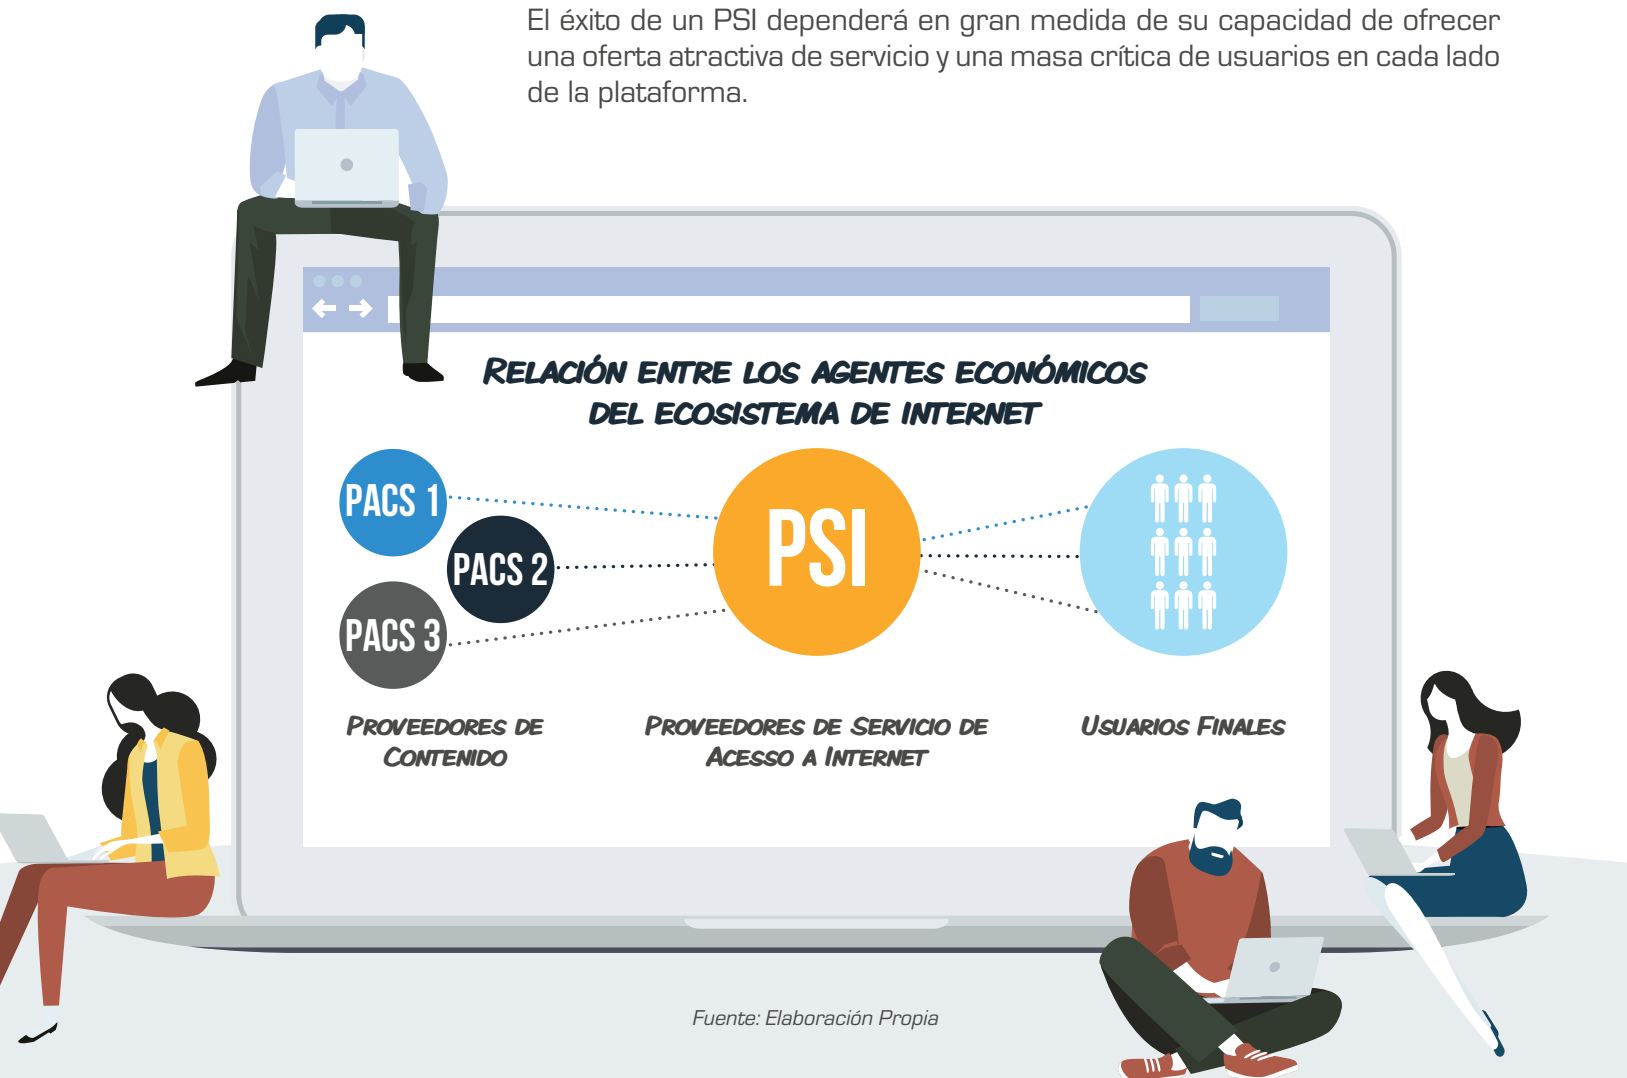 El éxito de un PSI dependerá en gran medida de su capacidad de ofrecer
una oferta atractiva de servicio y una masa crítica de usuarios en cada lado
de la plataforma.
RELACIÓN ENTRE LOS AGENTES ECONÓMICOS
DEL ECOSISTEMA DE INTERNET
PACS 1
PACS 2
PACS 3
PSI
PROVEEDORES DE
CONTENIDO
PROVEEDORES DE SERVICIO DE
ACESSO A INTERNET
USUARIOS FINALES
Fuente: Elaboración Propia